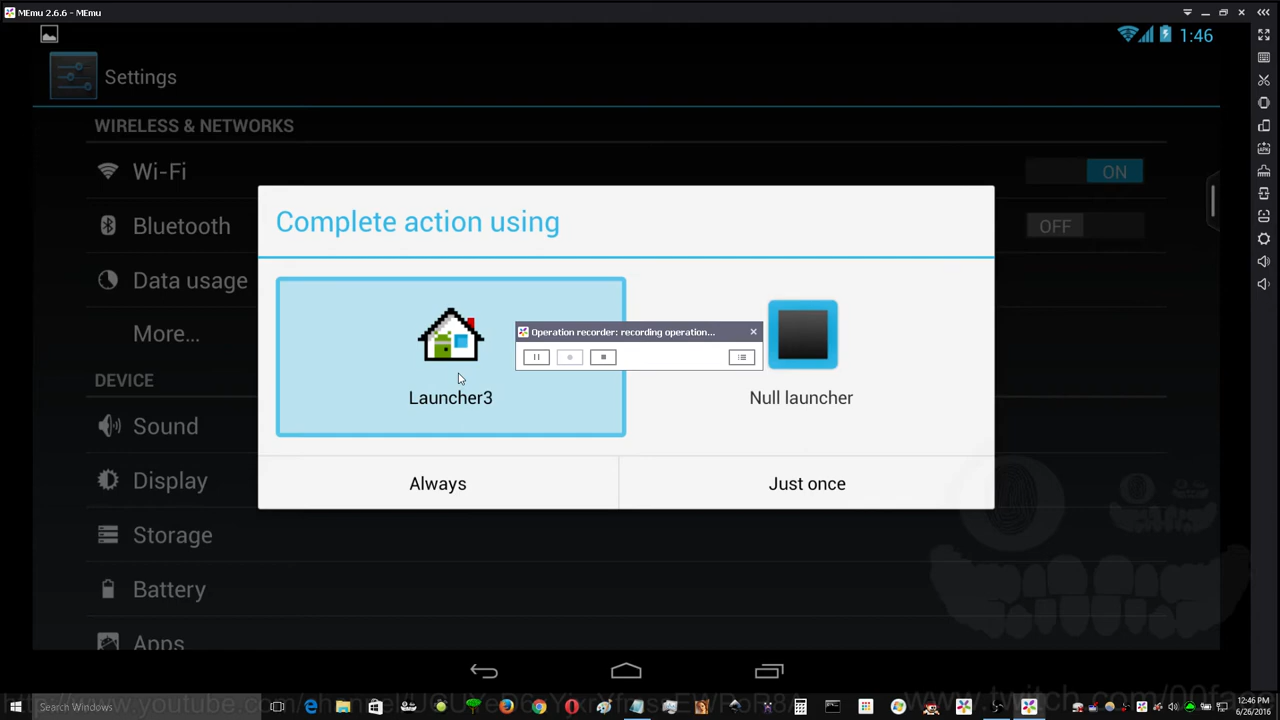 MEmu 2.6.6 - MEmu
1:46
Settings
WIRELESS & NETWORKS
Wi-Fi
ON
Bluetooth
OFF
Data usage
More...
DEVICE
Sound
Display
Storage
Battery
Apps
Complete action using
Operation recorder: recording operation...
Launcher3
Null launcher
Always
Just once
Search Windows
12:46 PM
6/26/2016